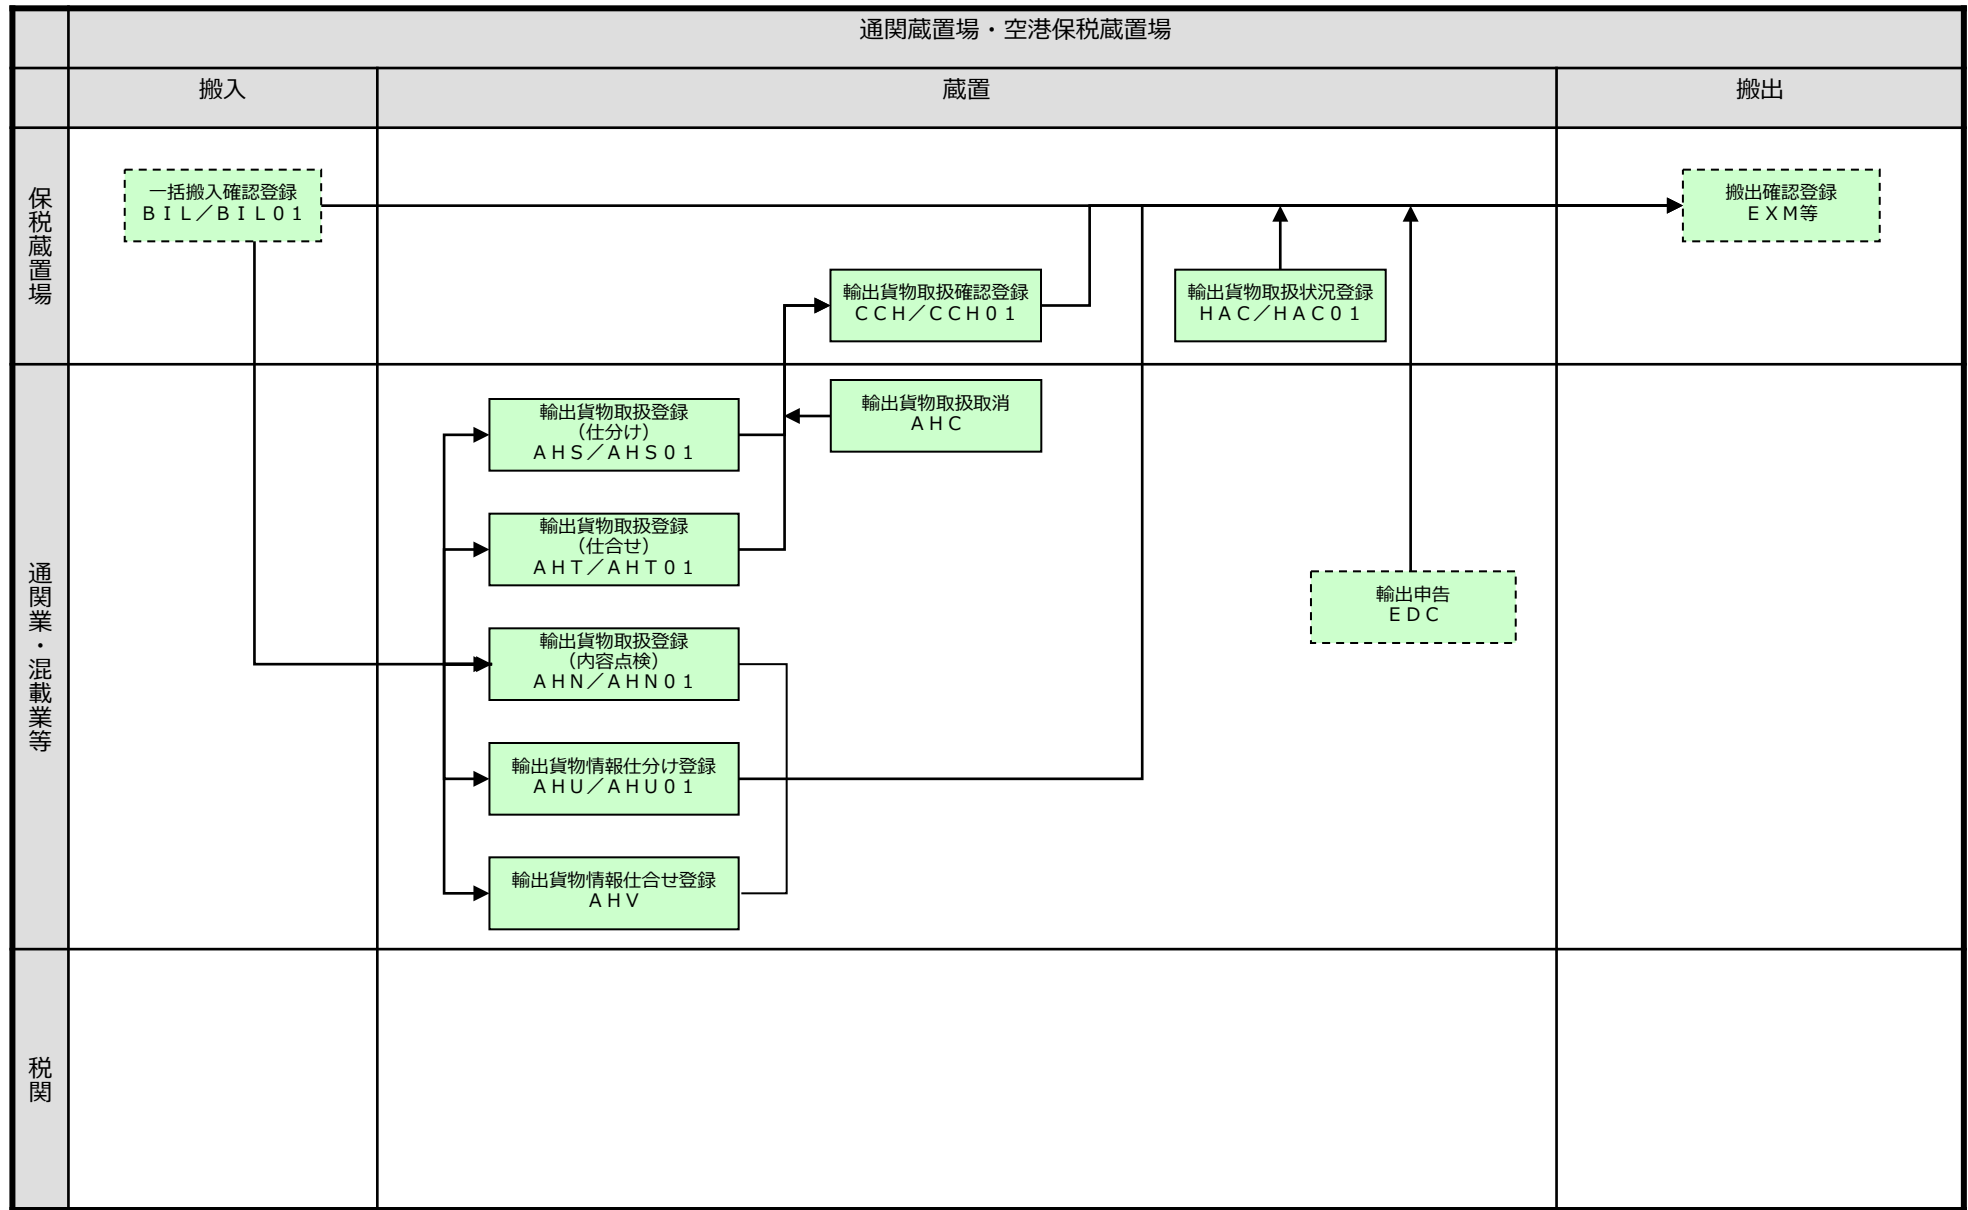 通関蔵置場・空港保税蔵置場
搬入
蔵置
搬出
保税蔵置場
一括搬入確認登録
ＢＩＬ／ＢＩＬ０１
搬出確認登録
ＥＸＭ等
輸出貨物取扱確認登録
ＣＣＨ／ＣＣＨ０１
輸出貨物取扱状況登録
ＨＡＣ／ＨＡＣ０１
通関業・混載業等
輸出貨物取扱登録
（仕分け）
ＡＨＳ／ＡＨＳ０１
輸出貨物取扱取消
ＡＨＣ
輸出貨物取扱登録
（仕合せ）
ＡＨＴ／ＡＨＴ０１
輸出申告
ＥＤＣ
輸出貨物取扱登録
（内容点検）
ＡＨＮ／ＡＨＮ０１
輸出貨物情報仕分け登録
ＡＨＵ／ＡＨＵ０１
輸出貨物情報仕合せ登録
ＡＨＶ
税関